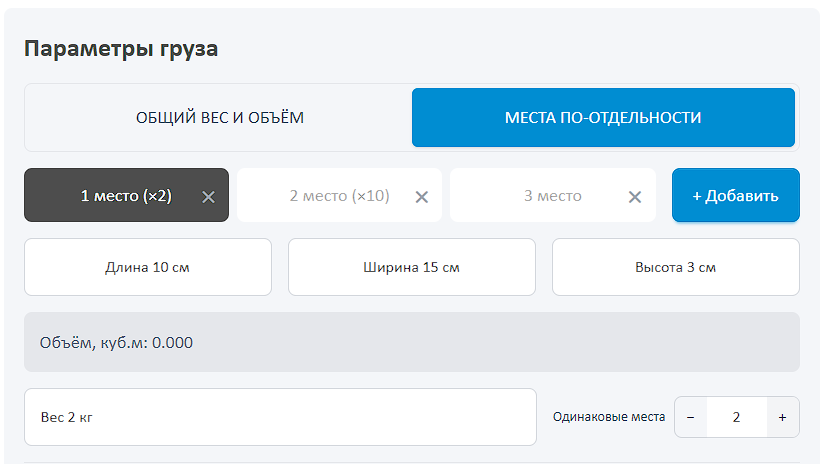 Параметры груза
ОБЩИЙ ВЕС И ОБЪЁМ МЕСТА ПО-ОТДЕЛЬНОСТИ
1 место (×2) × 2 место (×10) × 3 место × + Добавить
Длина 10 см Ширина 15 см Высота 3 см
Объём, куб.м: 0.000
Вес 2 кг Одинаковые места − 2 +